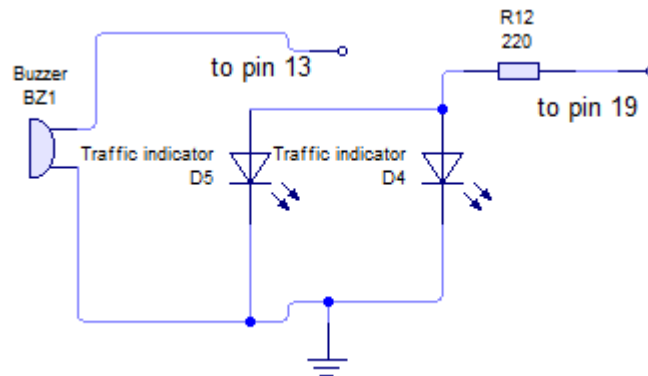 R12
220
to pin 13
Buzzer
BZ1
to pin 19
Traffic indicator
D5
Traffic indicator
D4